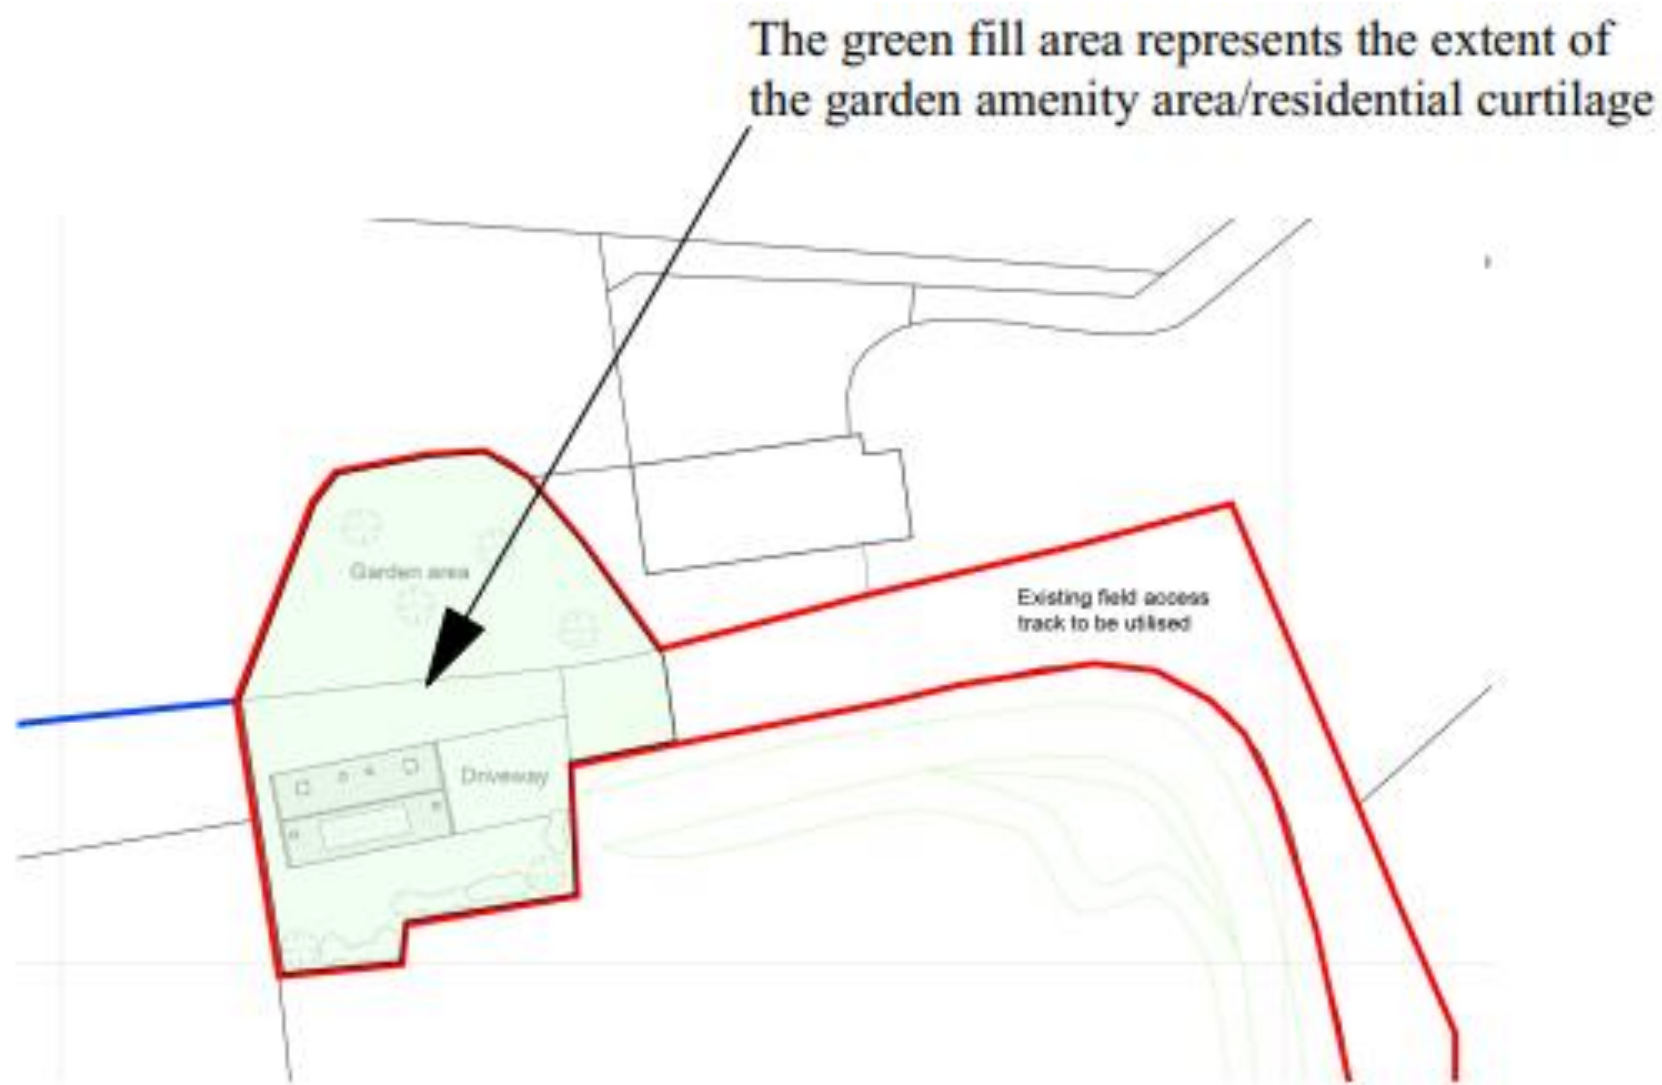 The green fill area represents the extent of
the garden amenity area/residential curtilage
Garden area
Existing field access
track to be utilised
Driveway